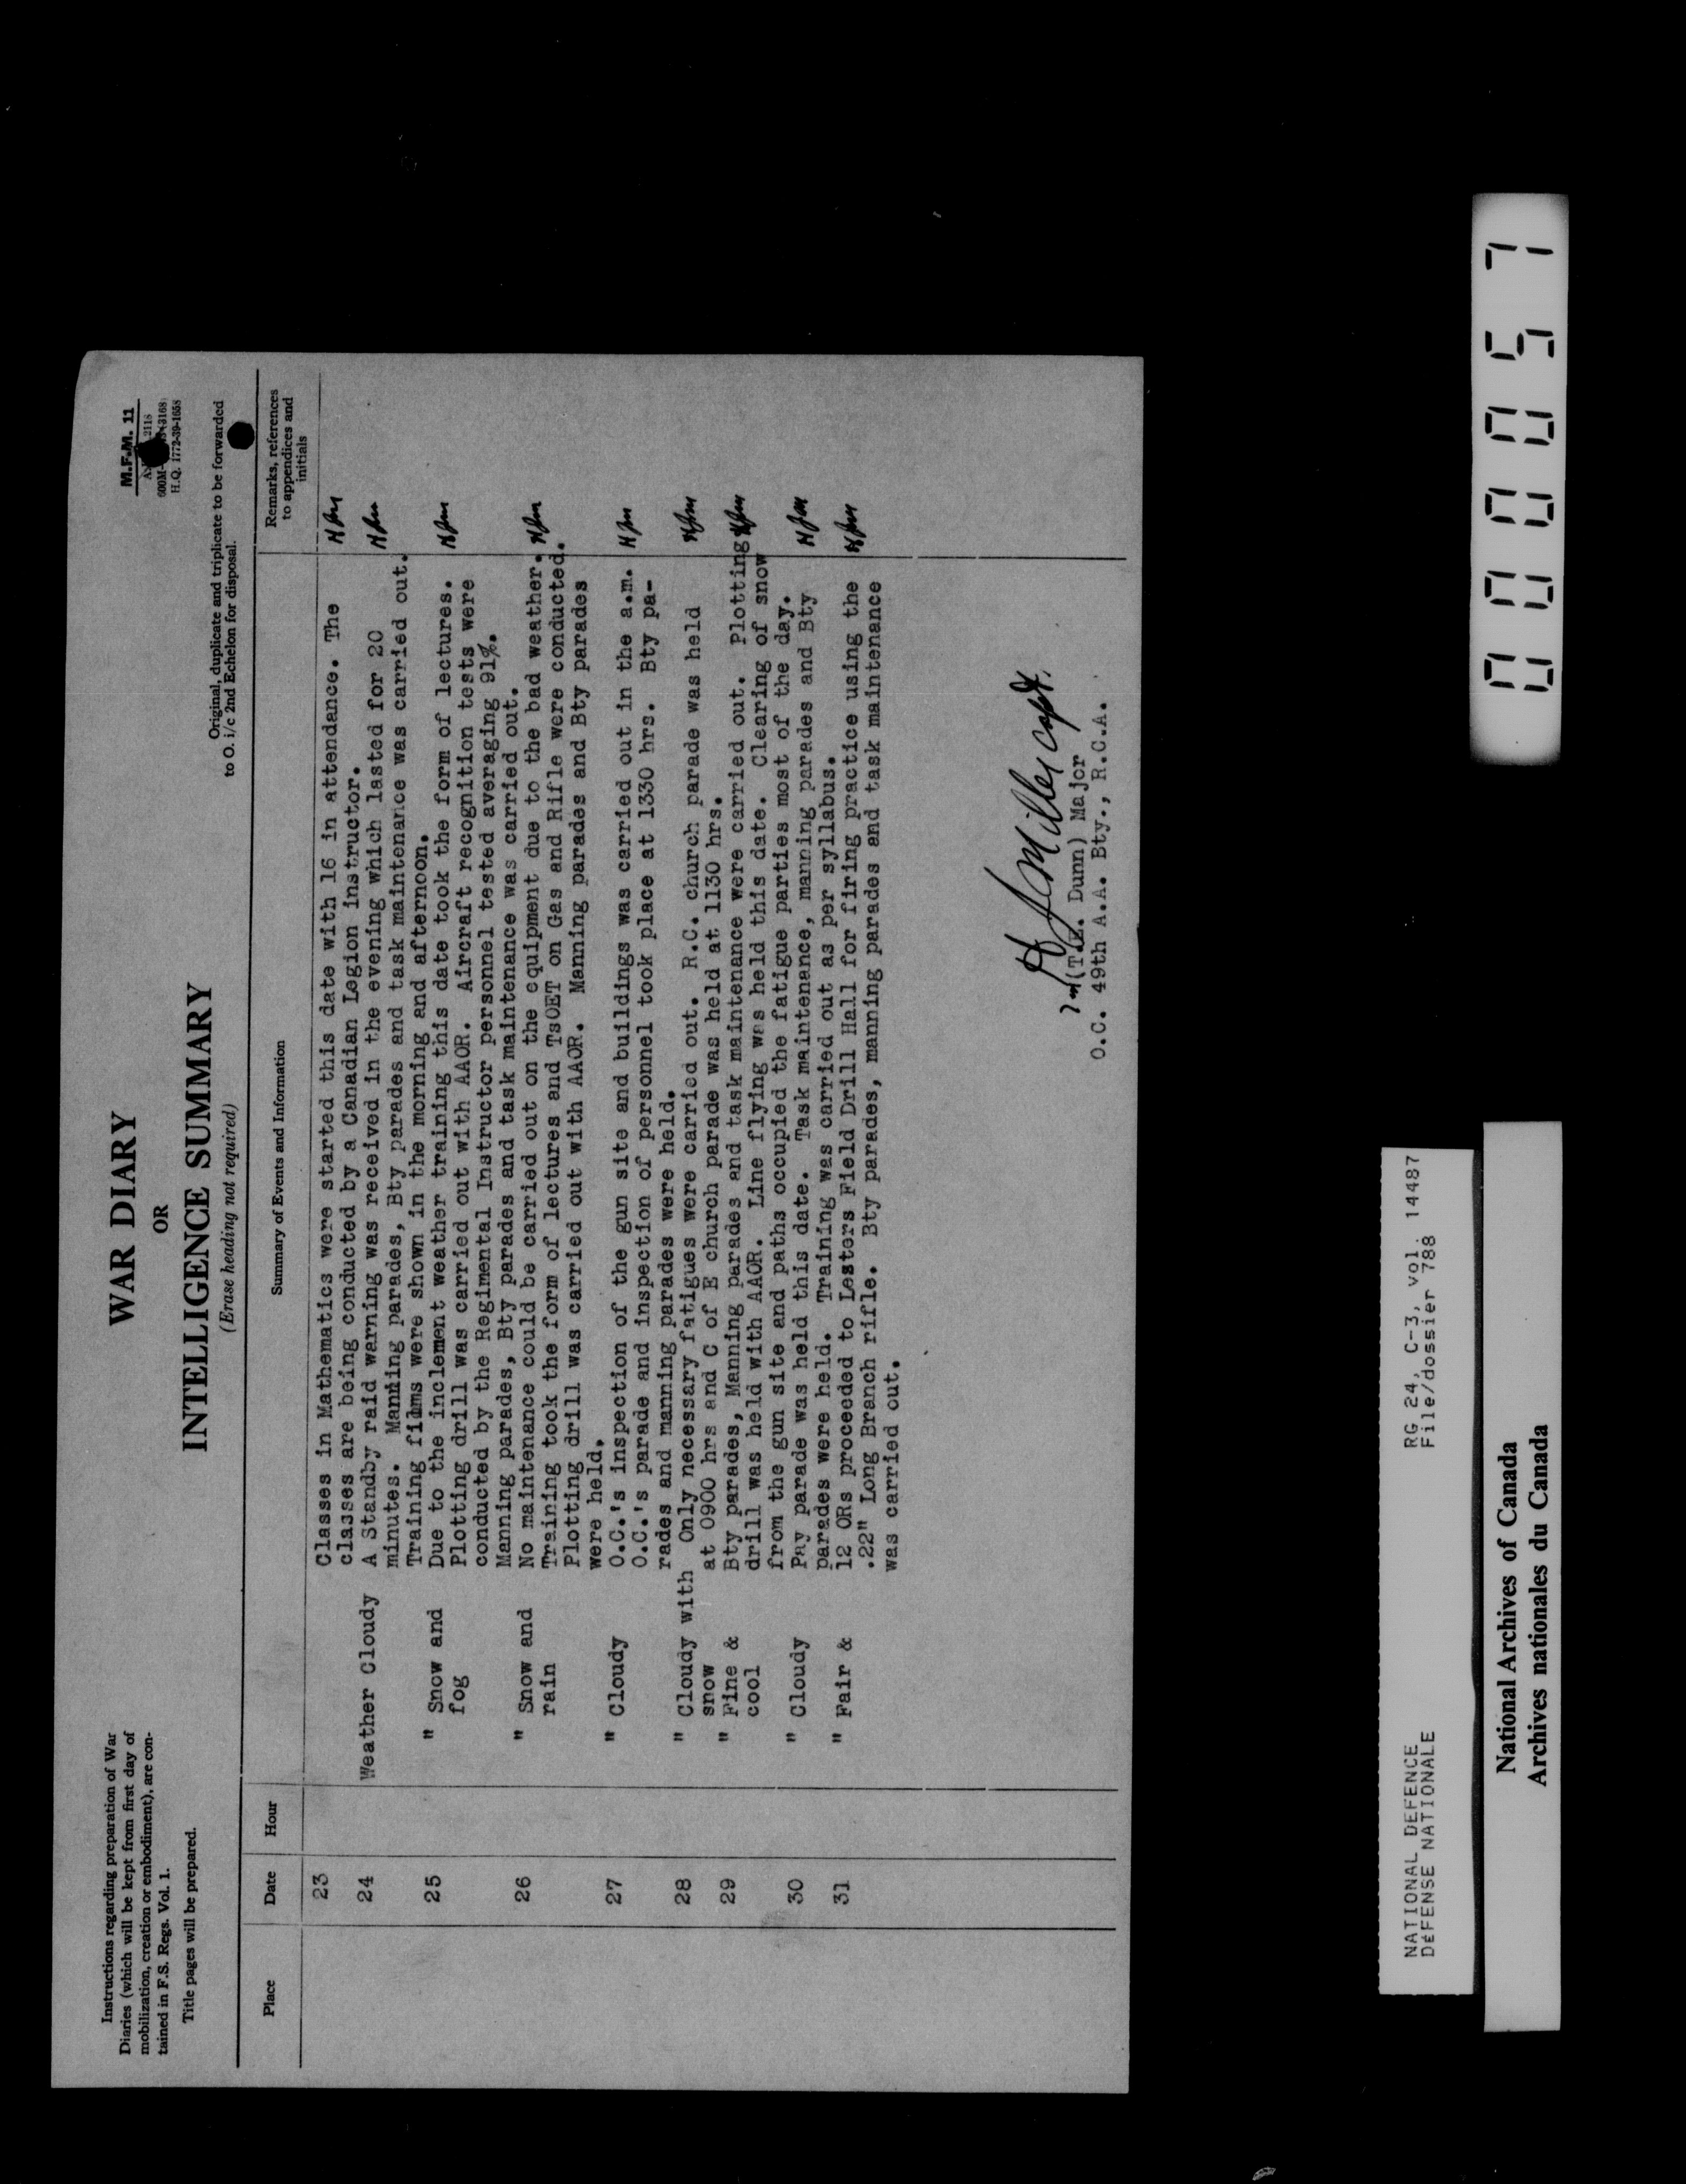 Instructions regarding preparation of War
Diaries (which will be kept from first day of
mobilization, creation or embodiment), are con-
tained in F.S. Regs. Vol. 1.
Title pages will be prepared.
WAR DIARY
OR
INTELLIGENCE SUMMARY
(Erase heading not required)
M.F.M. 11
2118
600M-
3168
H.Q. 1772-39-1658
Original, duplicate and triplicate to be forwarded
to O. i/c 2nd Echelon for disposal.
Place Date Hour Summary of Events and Information Remarks, references
to appendices and
initials
23 Classes in Mathematics were started this date with 16 in attendance. The HJM
classes are being conducted by a Canadian Legion instructor.
24 Weather Cloudy A Standby raid warning was received in the evening which lasted for 20 HJM
minutes. Manning parades, Bty parades and task maintenance was carried out.
Training films were shown in the morning and afternoon.
25 " Snow and Due to the inclement weather training this date took the form of lectures. HJM
fog Plotting drill was carried out with AAOR. Aircraft recognition tests were
conducted by the Regimental Instructor personnel tested averaging 91%.
Manning parades, Bty parades and task maintenance was carried out.
26 " Snow and No maintenance could be carried out on the equipment due to the bad weather. HJM
rain Training took the form of lectures and TsOET on Gas and Rifle were conducted.
Plotting drill was carried out with AAOR. Manning parades and Bty parades
were held.
27 " Cloudy O.C.'s inspection of the gun site and buildings was carried out in the a.m. HJM
O.C.'s parade and inspection of personnel took place at 1330 hrs. Bty pa-
rades and manning parades were held.
28 " Cloudy with Only necessary fatigues were carried out. R.C. church parade was held HJM
snow at 0900 hrs and C of E church parade was held at 1130 hrs.
29 " Fine & Bty parades, Manning parades and task maintenance were carried out. Plotting HJM
cool drill was held with AAOR. Line flying was held this date. Clearing of snow
from the gun site and paths occupied the fatigue parties most of the day.
30 " Cloudy Pay parade was held this date. Task maintenance, manning parades and Bty HJM
parades were held. Training was carried out as per syllabus.
31 " Fair & 12 ORs proceeded to Lesters Field Drill Hall for firing practice using the HJM
.22" Long Branch rifle. Bty parades, manning parades and task maintenance
was carried out.
HJ Miller Capt.
(T.E. Dunn) Major
O.C. 49th A.A. Bty., R.C.A.
NATIONAL DEFENCE RG 24, C-3, vol. 14487
DÉFENSE NATIONALE File/dossier 788
National Archives of Canada
Archives nationales du Canada
000057